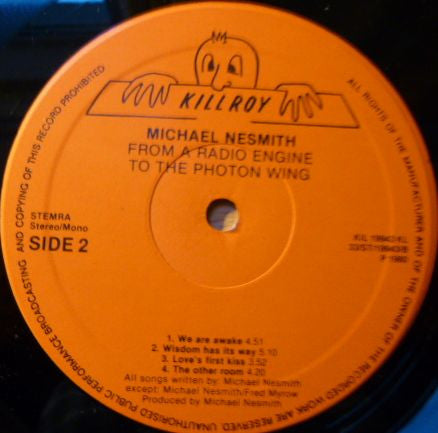 KILLROY
MICHAEL NESMITH
FROM A RADIO ENGINE
TO THE PHOTON WING
STEMRA
Stereo/Mono
SIDE 2
P 1980
1. We are awake 4.51
2. Wisdom has its way 5.10
3. Love's first kiss 3.52
4. The other room 4.20
All songs written by: Michael Nesmith
except: Michael Nesmith/Fred Myrow
Produced by Michael Nesmith
ALL RIGHTS OF THE MANUFACTURER AND OF THE OWNER OF THE RECORDED WORK ARE RESERVED. UNAUTHORISED PUBLIC PERFORMANCE BROADCASTING AND COPYING OF THIS RECORD PROHIBITED